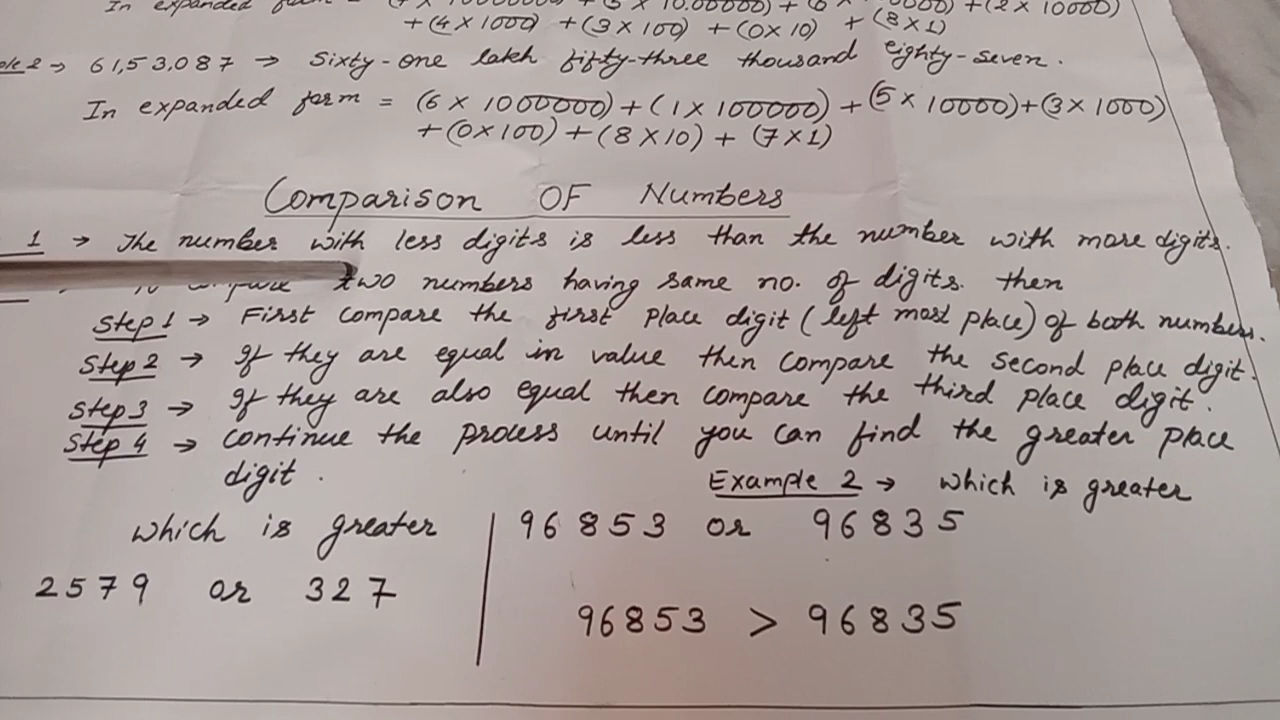 In expanded form =
+(4 × 1000) + (3 × 100) + (0 × 10) + (8 × 1)
2 → 61,53,087 → Sixty-one lakh fifty-three thousand eighty-seven.
In expanded form = (6 × 1000000) + (1 × 100000) + (5 × 10000) + (3 × 1000)
+ (0 × 100) + (8 × 10) + (7 × 1)
Comparison OF Numbers
1 → The number with less digits is less than the number with more digits.
two numbers having same no. of digits. then
Step 1 → First compare the first place digit (left most place) of both numbers.
Step 2 → If they are equal in value then compare the second place digit.
Step 3 → If they are also equal then compare the third place digit.
Step 4 → Continue the process until you can find the greater place
digit.
Example 2 → which is greater
which is greater
96853 or 96835
2579 or 327
96853 > 96835